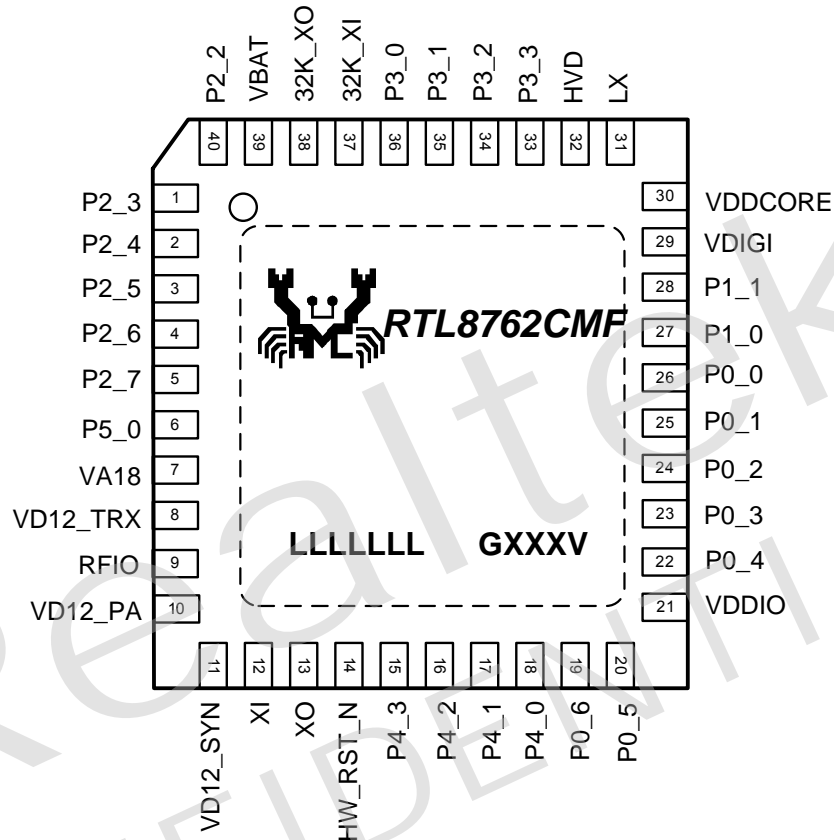 P2_2
VBAT
32K_XO
32K_XI
P3_0
P3_1
P3_2
P3_3
HVD
LX
40
39
38
37
36
35
34
33
32
31
P2_3 1
P2_4 2
P2_5 3
P2_6 4
P2_7 5
P5_0 6
VA18 7
VD12_TRX 8
RFIO 9
VD12_PA 10
RTL8762CMF
LLLLLLL GXXXV
30 VDDCORE
29 VDIGI
28 P1_1
27 P1_0
26 P0_0
25 P0_1
24 P0_2
23 P0_3
22 P0_4
21 VDDIO
11
12
13
14
15
16
17
18
19
20
VD12_SYN
XI
XO
HW_RST_N
P4_3
P4_2
P4_1
P4_0
P0_6
P0_5
Realtek